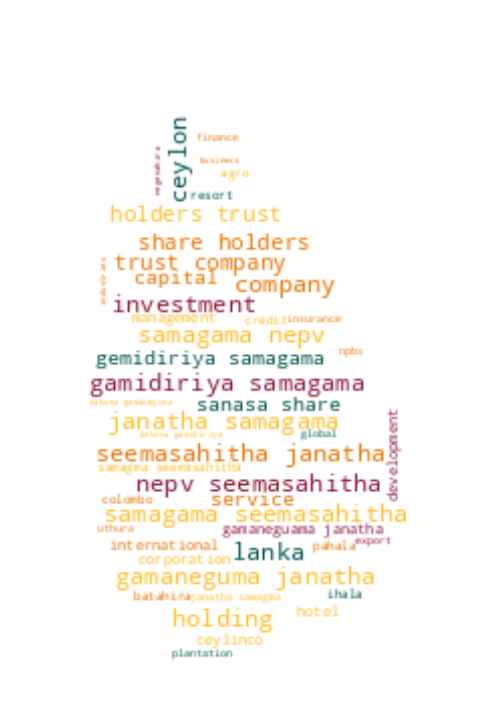 ceylon
finance
business
agro
resort
holders trust
share holders
trust company
capital
company
investment
management
credit
insurance
samagama nepv
gemidiriya samagama
npbs
gamidiriya samagama
sanasa share
janatha samagama
global
seemasahitha janatha
development
samagma seemasahitha
nepv seemasahitha
colombo
service
samagama seemasahitha
uthura
gamaneguama janatha
export
international
lanka
pahala
corporation
gamaneguma janatha
batahira
janatha samagma
ihala
holding
hotel
ceylinco
plantation